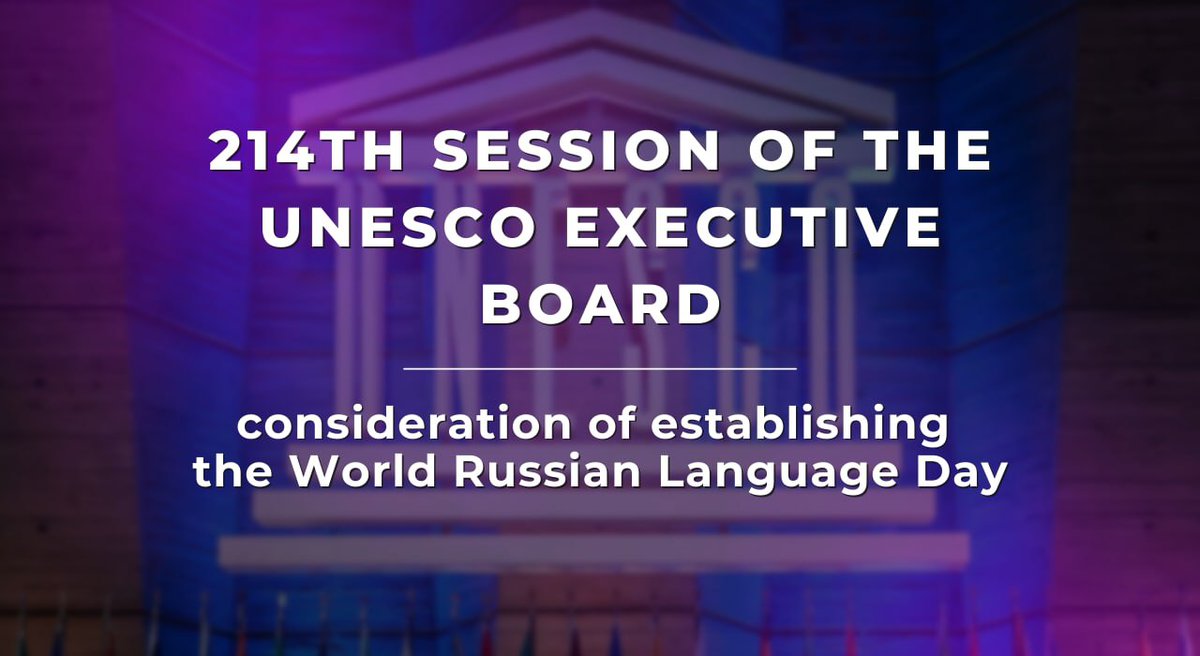 214TH SESSION OF THE
UNESCO EXECUTIVE
BOARD
consideration of establishing
the World Russian Language Day